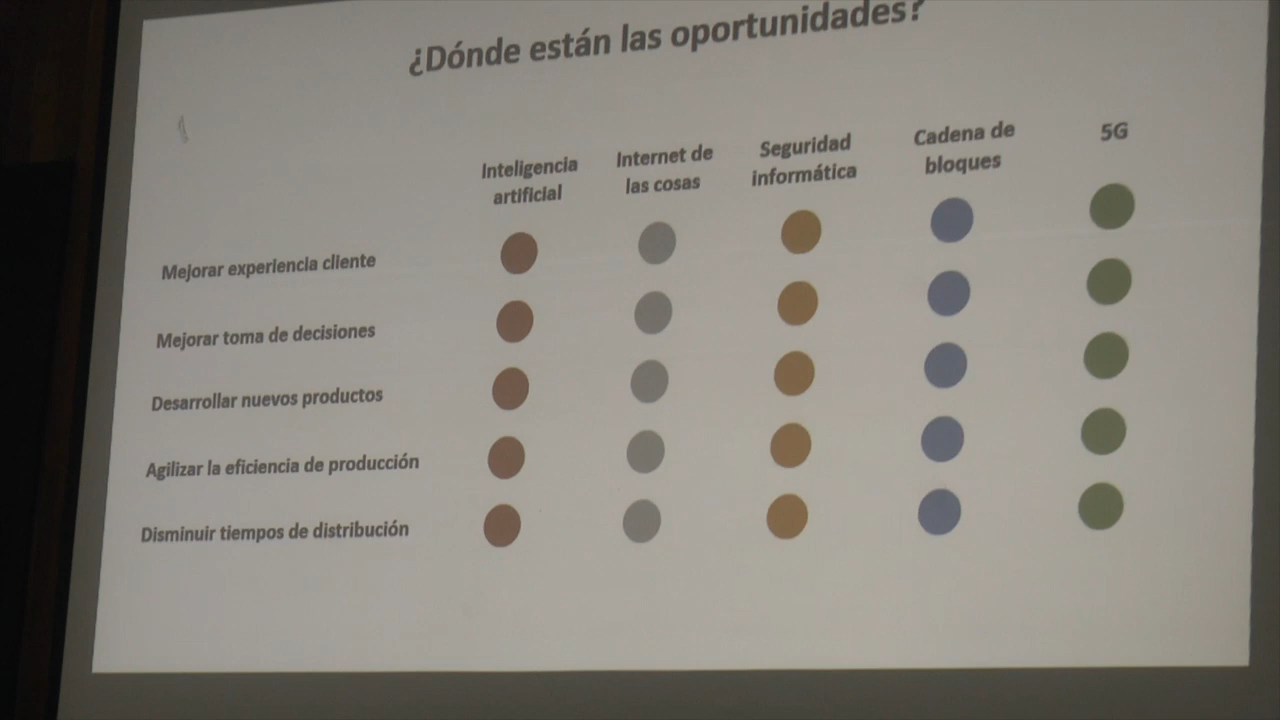 ¿Dónde están las oportunidades?
Inteligencia
artificial
Internet de
las cosas
Seguridad
informática
Cadena de
bloques
5G
Mejorar experiencia cliente
Mejorar toma de decisiones
Desarrollar nuevos productos
Agilizar la eficiencia de producción
Disminuir tiempos de distribución